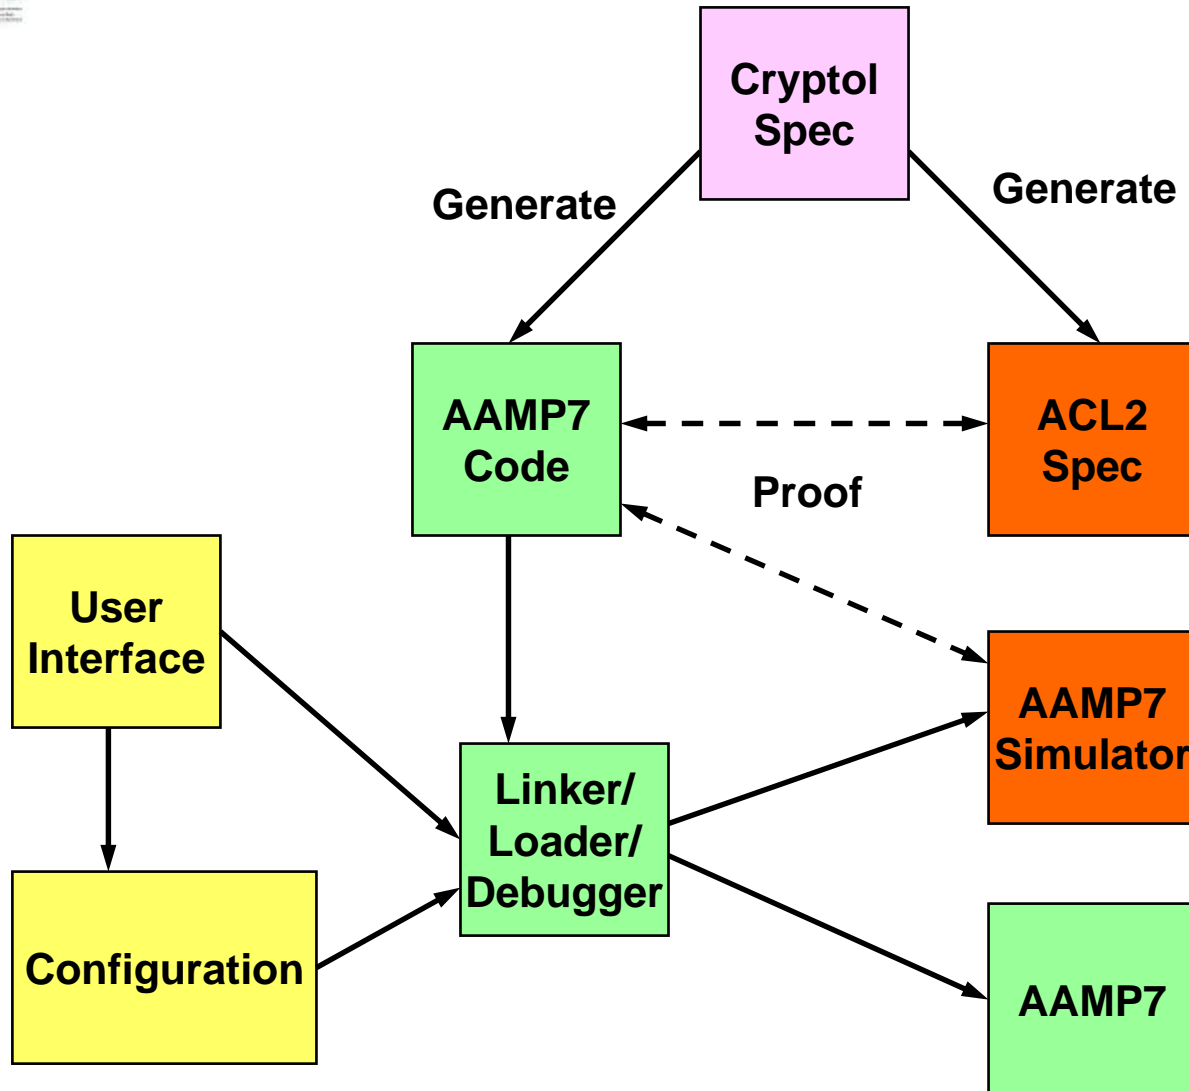 Cryptol
Spec
Generate
Generate
AAMP7
Code
ACL2
Spec
Proof
User
Interface
AAMP7
Simulator
Linker/
Loader/
Debugger
Configuration
AAMP7